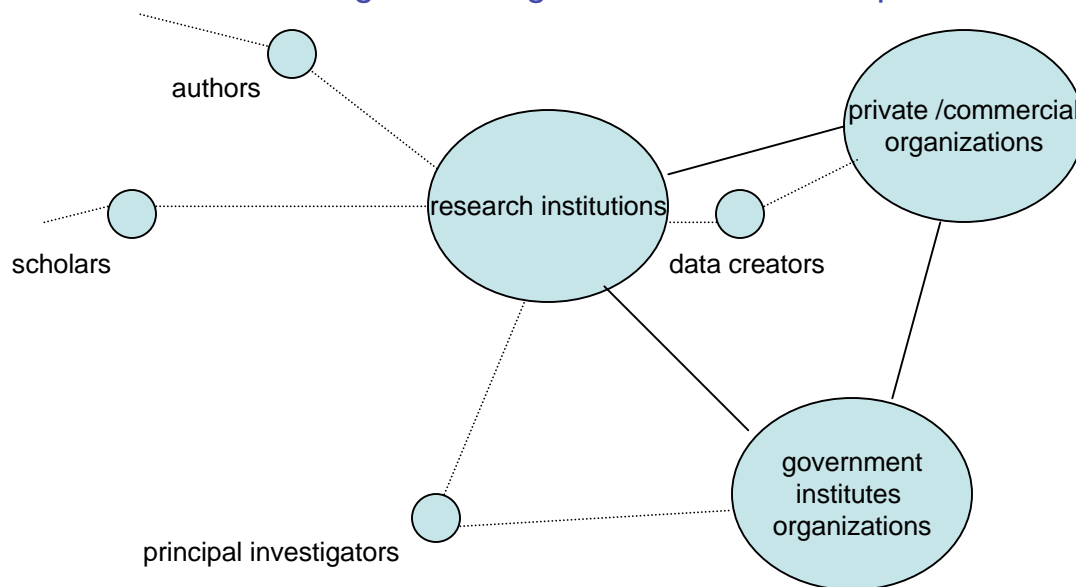 authors
private /commercial
organizations
research institutions
scholars
data creators
government
institutes
organizations
principal investigators